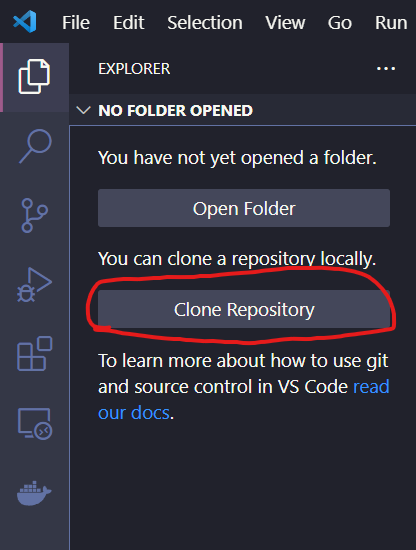 File Edit Selection View Go Run
EXPLORER ...
NO FOLDER OPENED
You have not yet opened a folder.
Open Folder
You can clone a repository locally.
Clone Repository
To learn more about how to use git
and source control in VS Code read
our docs.